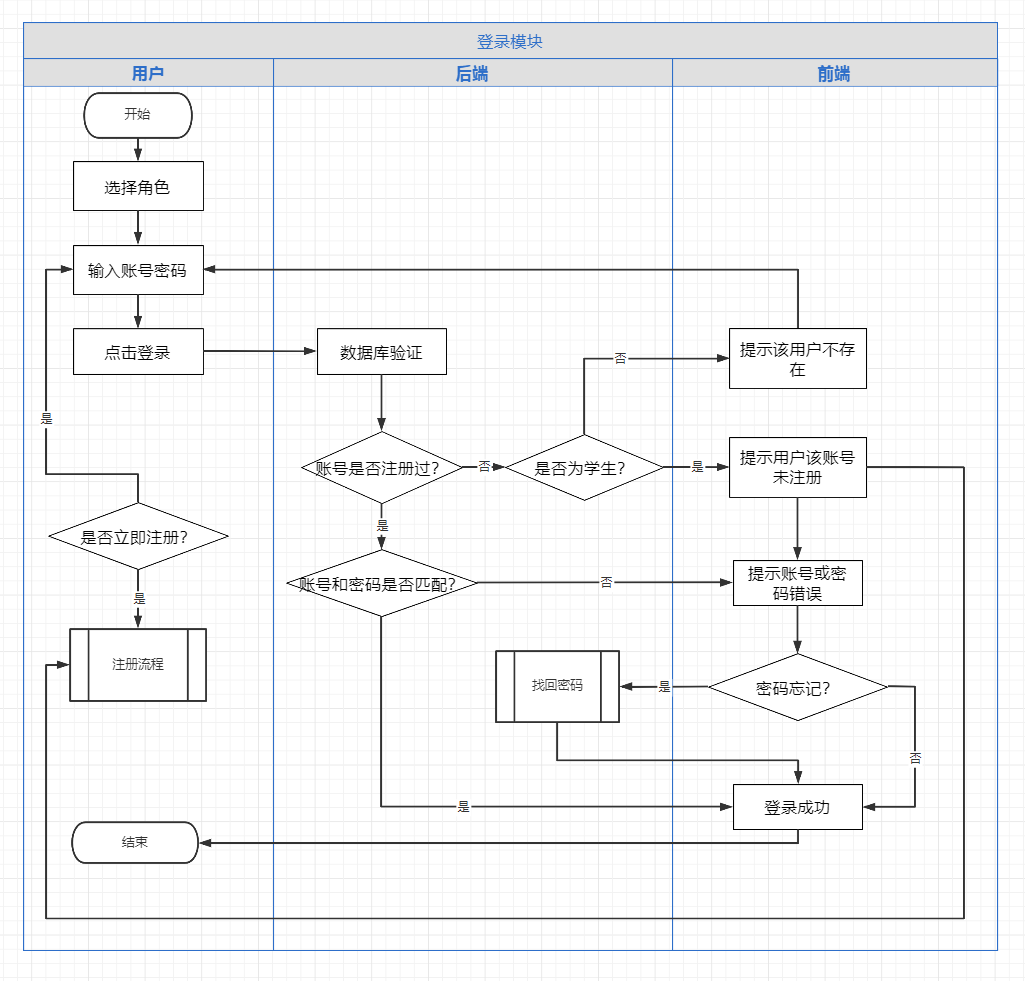 登录模块
用户
后端
前端
开始
选择角色
输入账号密码
点击登录
数据库验证
否
提示该用户不存
在
是
账号是否注册过?
否
是否为学生?
是
提示用户该账号
未注册
是
是否立即注册?
账号和密码是否匹配?
否
提示账号或密
码错误
是
注册流程
找回密码
是
密码忘记?
否
是
登录成功
结束